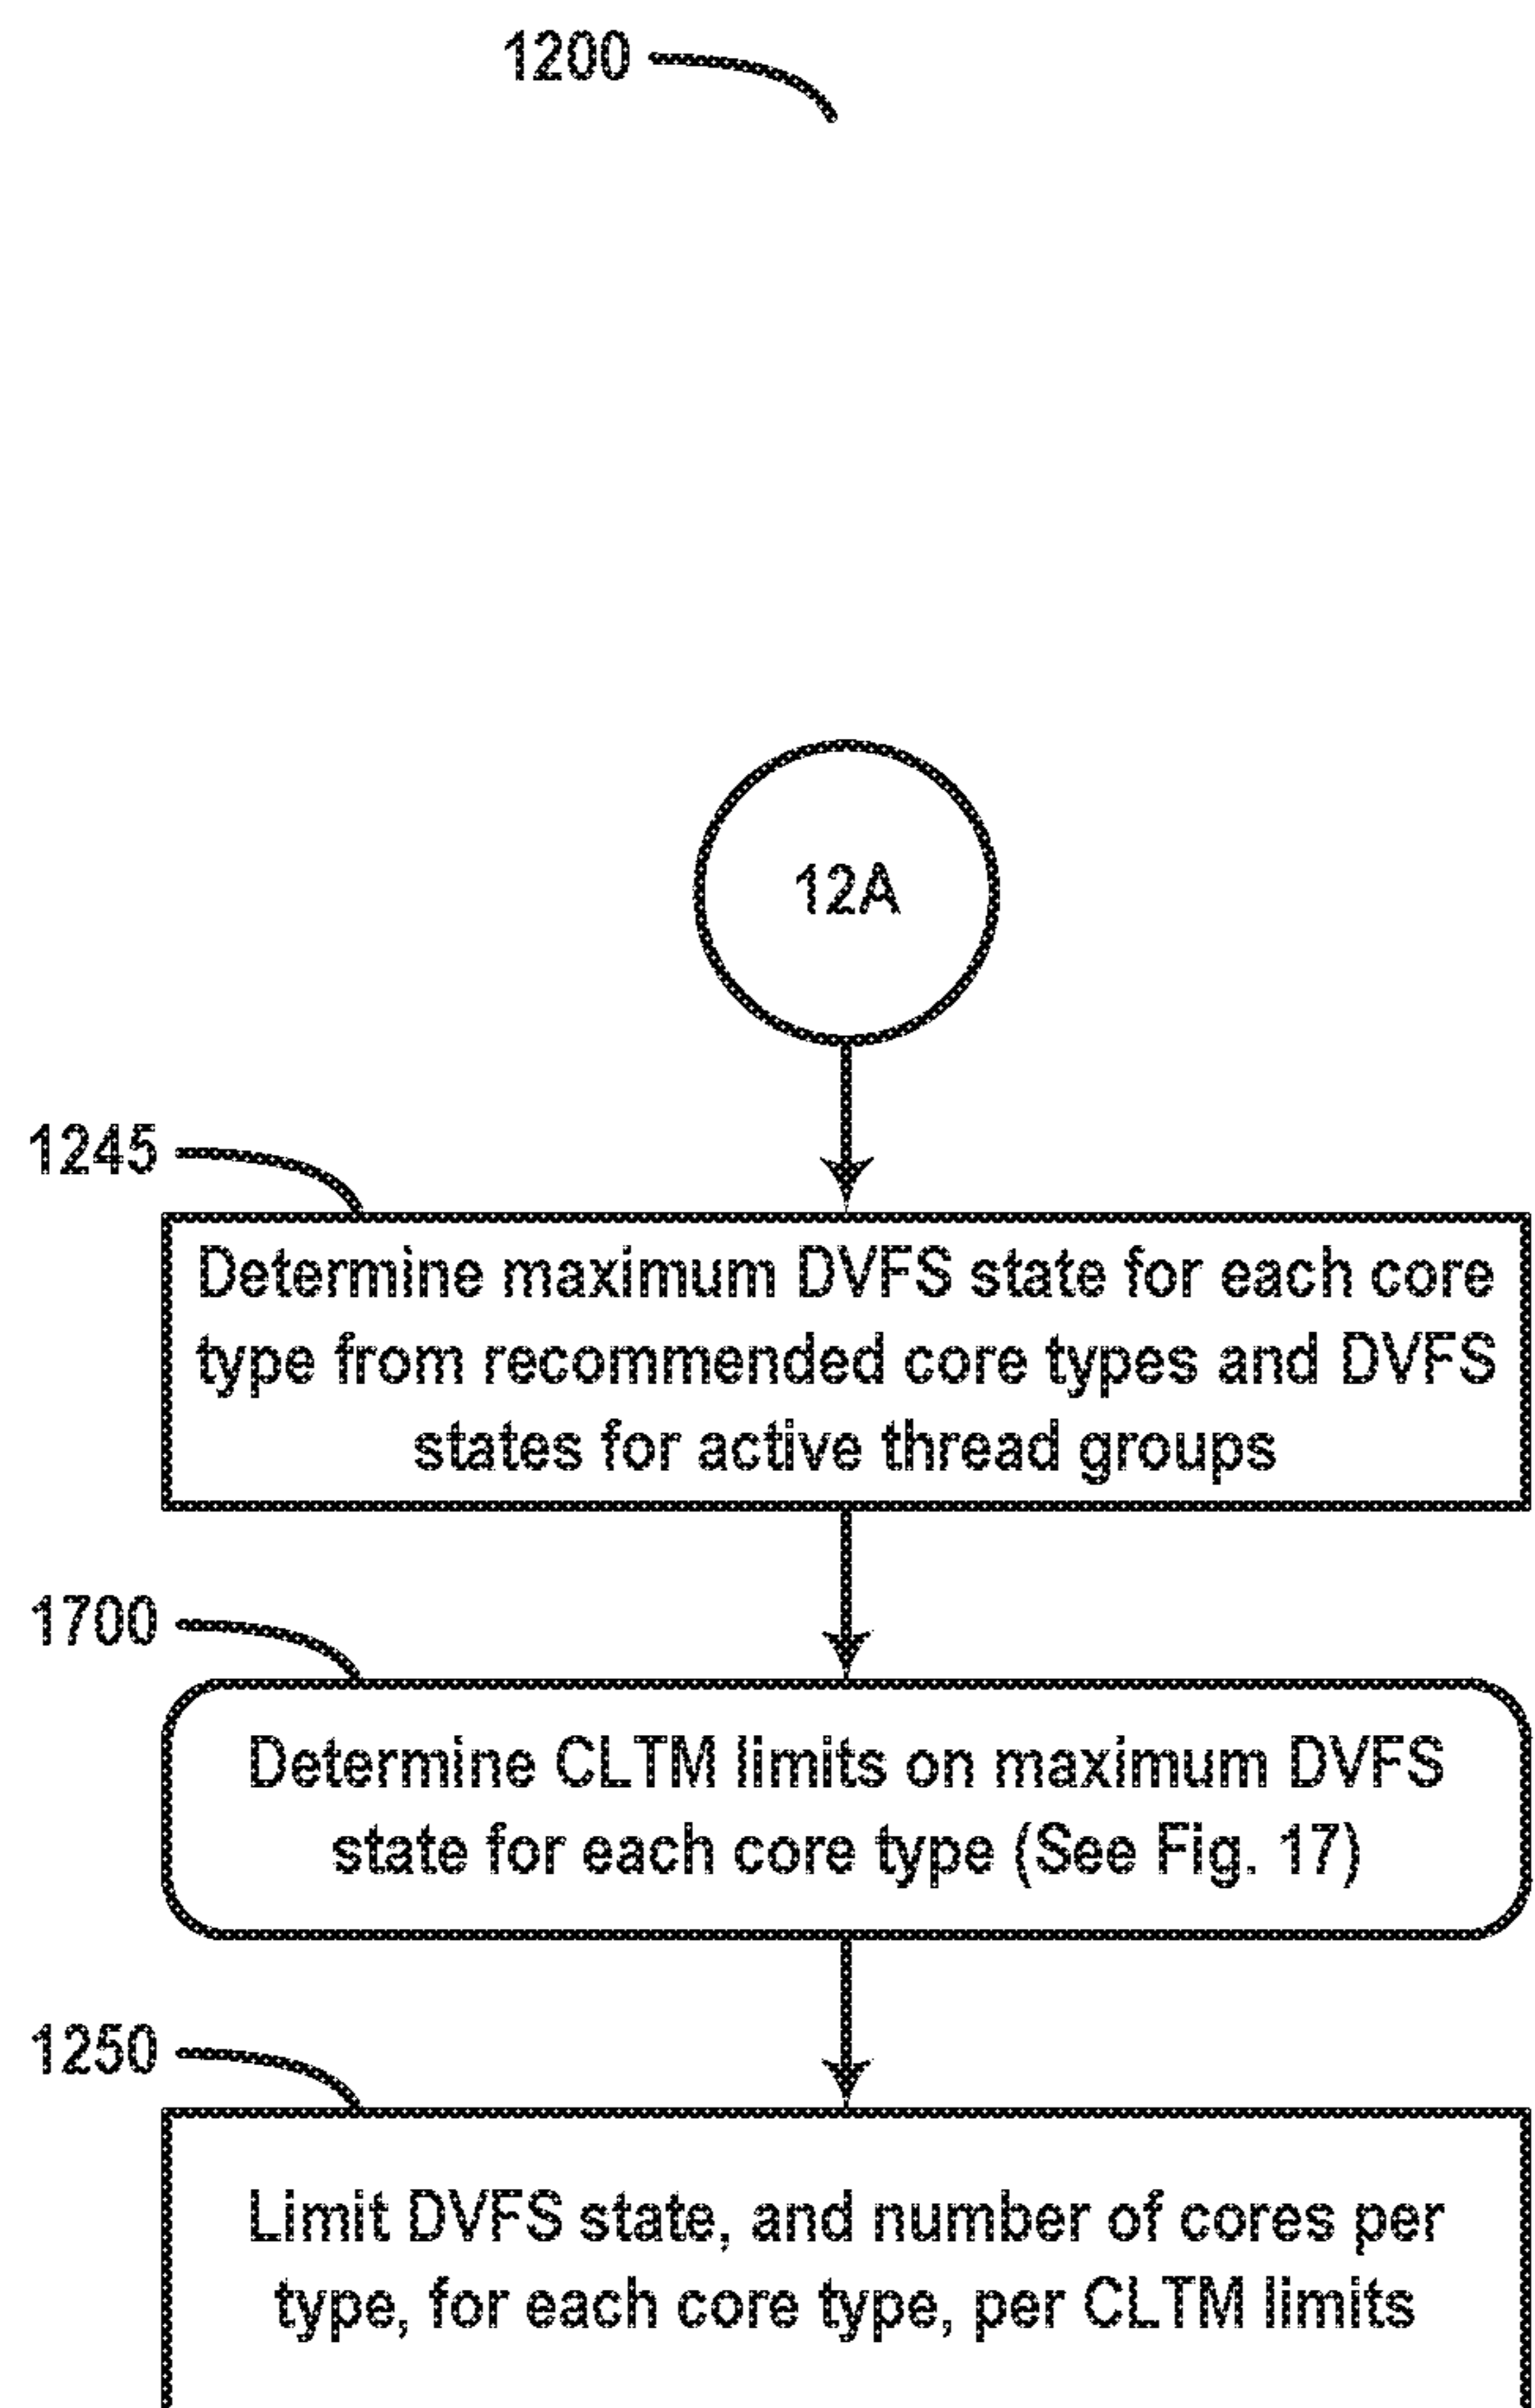 1200
12A
1245
Determine maximum DVFS state for each core
type from recommended core types and DVFS
states for active thread groups
1700
Determine CLTM limits on maximum DVFS
state for each core type (See Fig. 17)
1250
Limit DVFS state, and number of cores per
type, for each core type, per CLTM limits